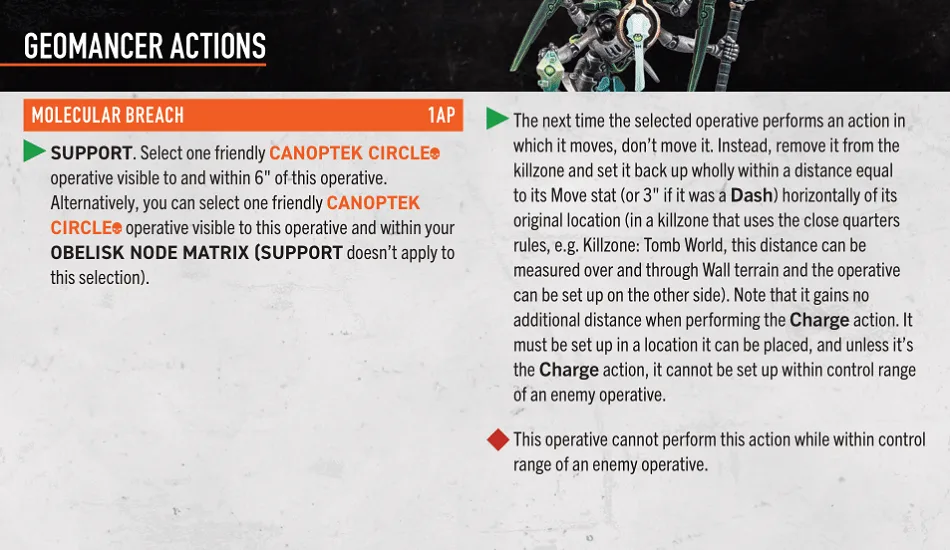 GEOMANCER ACTIONS
MOLECULAR BREACH 1AP
SUPPORT. Select one friendly CANOPTEK CIRCLE
operative visible to and within 6" of this operative.
Alternatively, you can select one friendly CANOPTEK
CIRCLE operative visible to this operative and within your
OBELISK NODE MATRIX (SUPPORT doesn't apply to
this selection).
The next time the selected operative performs an action in
which it moves, don't move it. Instead, remove it from the
killzone and set it back up wholly within a distance equal
to its Move stat (or 3" if it was a Dash) horizontally of its
original location (in a killzone that uses the close quarters
rules, e.g. Killzone: Tomb World, this distance can be
measured over and through Wall terrain and the operative
can be set up on the other side). Note that it gains no
additional distance when performing the Charge action. It
must be set up in a location it can be placed, and unless it's
the Charge action, it cannot be set up within control range
of an enemy operative.
This operative cannot perform this action while within control
range of an enemy operative.